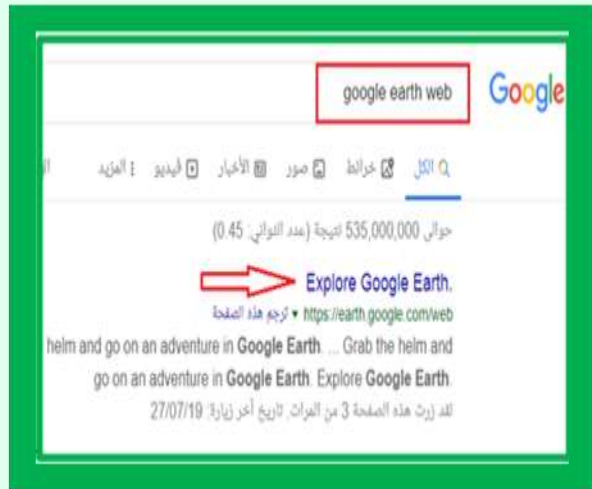 Google
google earth web
الكل خرائط صور الأخبار فيديو المزيد
حوالى 535,000,000 نتيجة (عدد الثواني: 0.45)
Explore Google Earth.
https://earth.google.com/web ▼ ترجم هذه الصفحة
helm and go on an adventure in Google Earth. ... Grab the helm and
go on an adventure in Google Earth. Explore Google Earth.
لقد زرت هذه الصفحة 3 من المرات. تاريخ آخر زيارة: 27/07/19